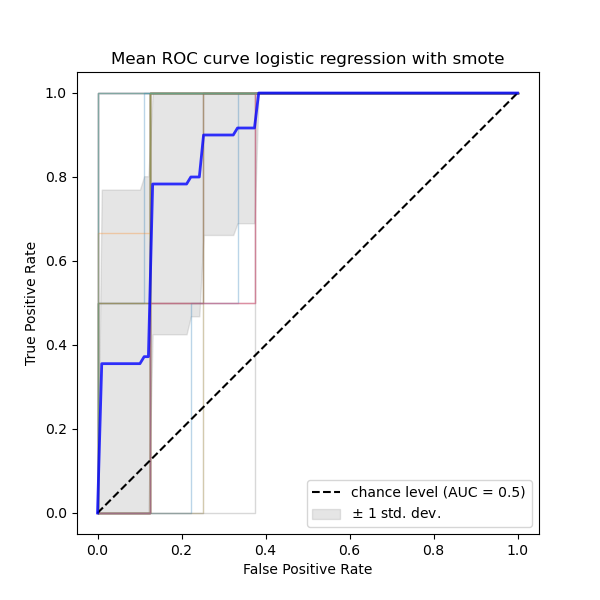 Mean ROC curve logistic regression with smote
True Positive Rate
1.0
0.8
0.6
0.4
0.2
0.0
chance level (AUC = 0.5)
± 1 std. dev.
0.0 0.2 0.4 0.6 0.8 1.0
False Positive Rate